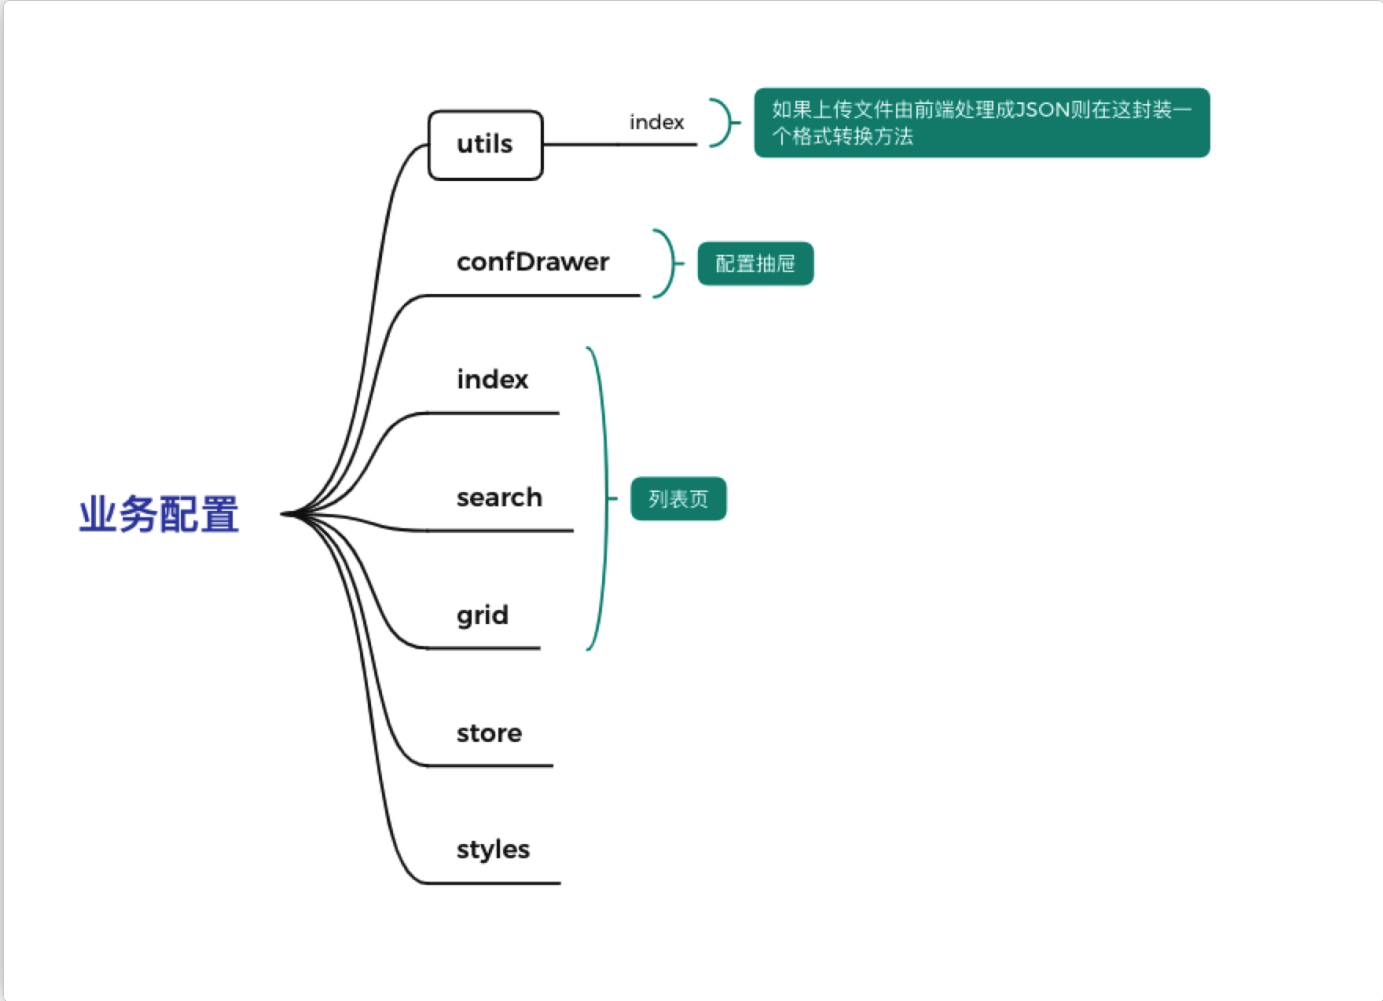 utils
index
如果上传文件由前端处理成JSON则在这封装一
个格式转换方法
confDrawer
配置抽屉
index
search
列表页
业务配置
grid
store
styles